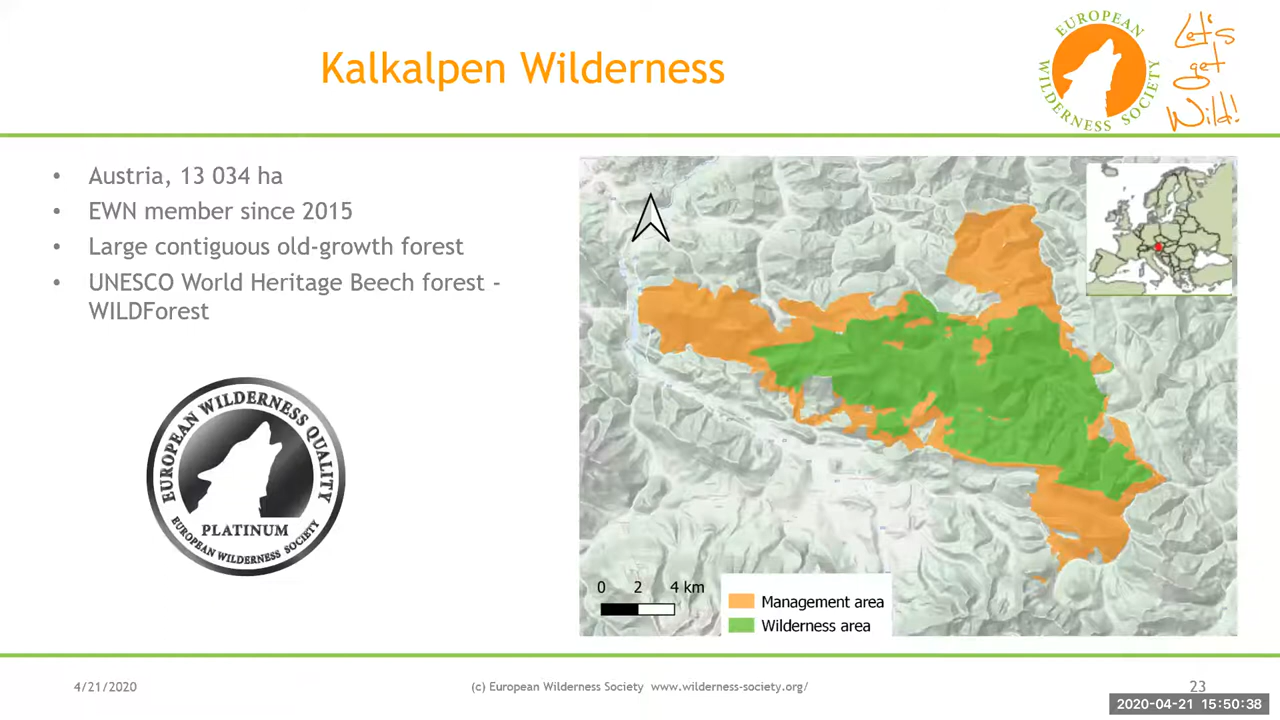 Kalkalpen Wilderness
EUROPEAN
WILDERNESS SOCIETY
Let's
get
Wild!
• Austria, 13 034 ha
• EWN member since 2015
• Large contiguous old-growth forest
• UNESCO World Heritage Beech forest -
WILDForest
EUROPEAN WILDERNESS QUALITY
PLATINUM
EUROPEAN WILDERNESS SOCIETY
0 2 4 km
Management area
Wilderness area
4/21/2020
(c) European Wilderness Society www.wilderness-society.org/
23
2020-04-21 15:50:38